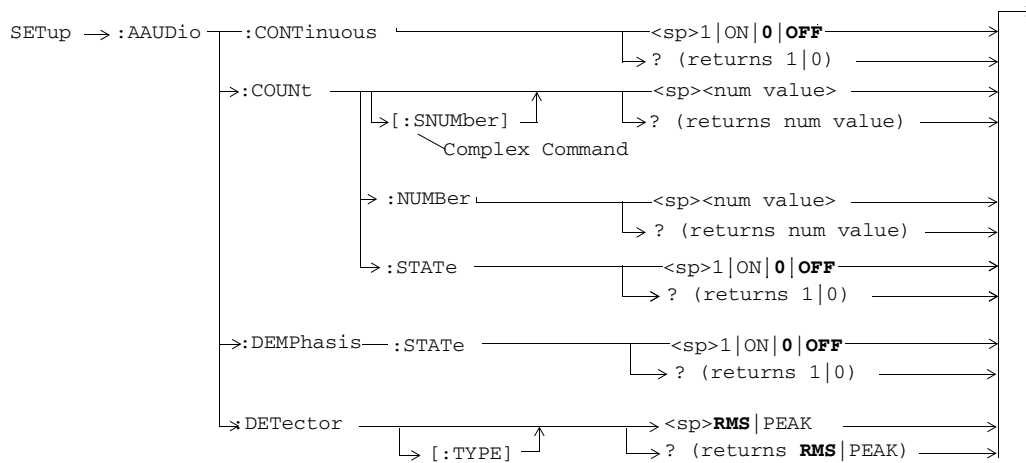 SETup :AAUDio :CONTinuous <sp>1|ON|0|OFF
? (returns 1|0)
:COUNt <sp><num value>
[:SNUMber] ? (returns num value)
Complex Command
:NUMBer <sp><num value>
? (returns num value)
:STATe <sp>1|ON|0|OFF
? (returns 1|0)
:DEMPhasis :STATe <sp>1|ON|0|OFF
? (returns 1|0)
:DETector <sp>RMS|PEAK
[:TYPE] ? (returns RMS|PEAK)